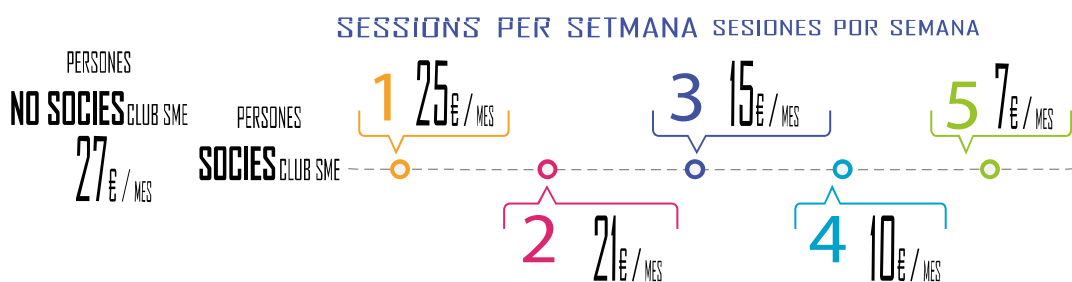 SESSIONS PER SETMANA SESIONES POR SEMANA
PERSONES
NO SOCIES CLUB SME
27€ / MES
PERSONES
SOCIES CLUB SME
1 25€ / MES
2 21€ / MES
3 15€ / MES
4 10€ / MES
5 7€ / MES